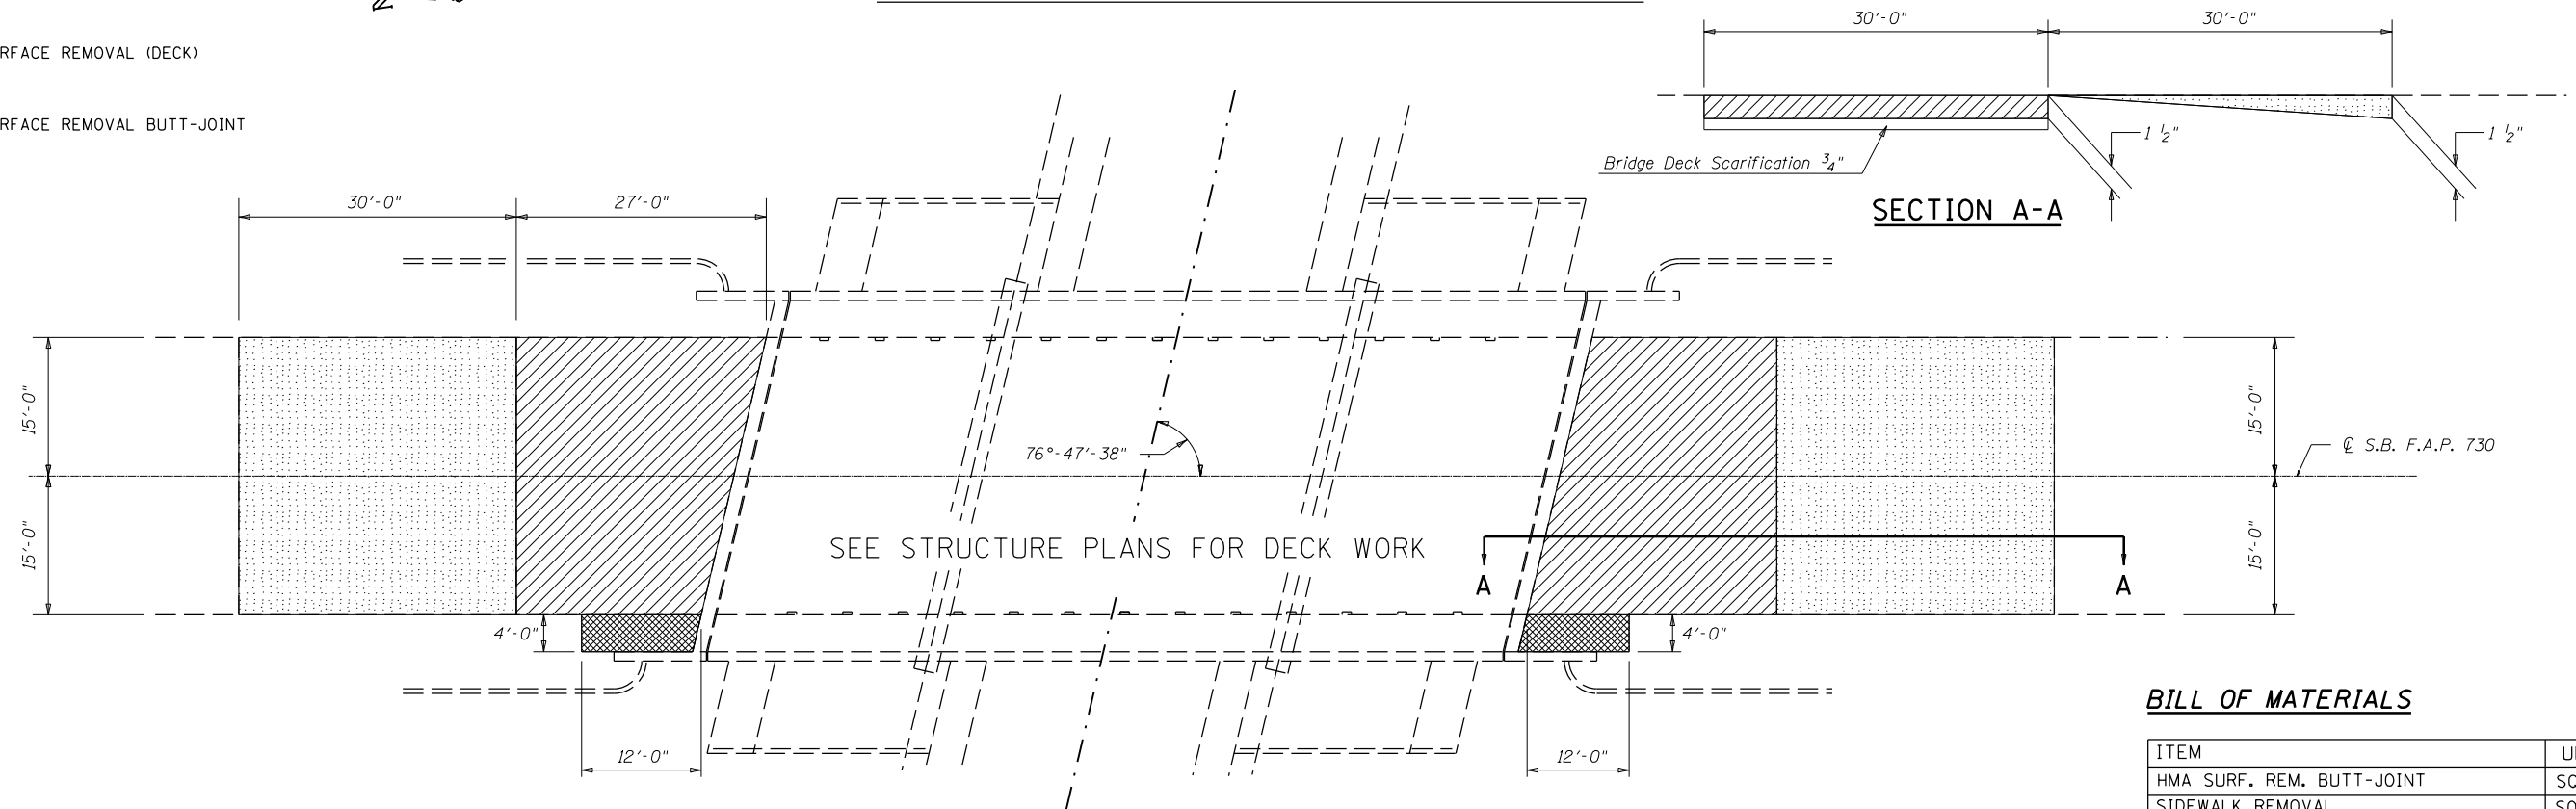 30'-0"
30'-0"
RFACE REMOVAL (DECK)
RFACE REMOVAL BUTT-JOINT
1 1/2"
1 1/2"
Bridge Deck Scarification 3/4"
SECTION A-A
30'-0"
27'-0"
15'-0"
15'-0"
76°-47'-38"
℄ S.B. F.A.P. 730
15'-0"
15'-0"
SEE STRUCTURE PLANS FOR DECK WORK
A
A
4'-0"
4'-0"
12'-0"
12'-0"
BILL OF MATERIALS
ITEM
HMA SURF. REM. BUTT-JOINT
SIDEWALK REMOVAL